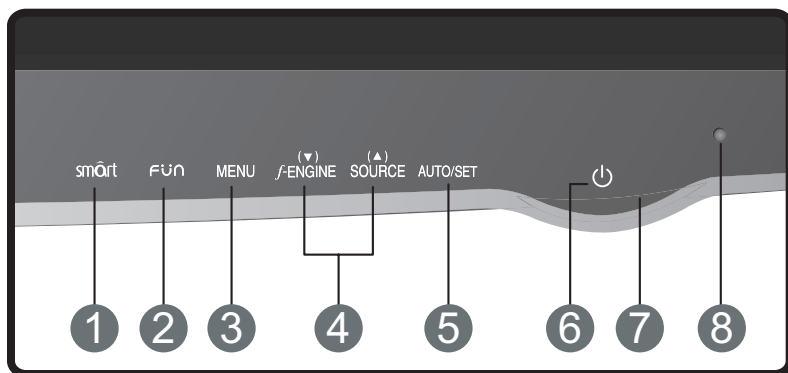 (▼) (▲)
smart FUN MENU f-ENGINE SOURCE AUTO/SET
1 2 3 4 5 6 7 8